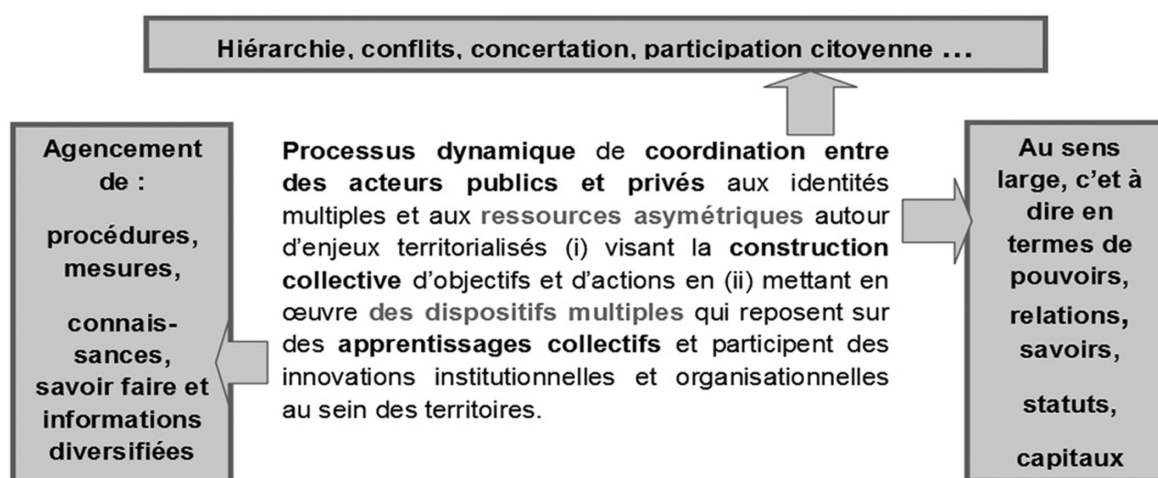 Hiérarchie, conflits, concertation, participation citoyenne ...
Agencement
de :
procédures,
mesures,
connais-
sances,
savoir faire et
informations
diversifiées
Processus dynamique de coordination entre
des acteurs publics et privés aux identités
multiples et aux ressources asymétriques autour
d'enjeux territorialisés (i) visant la construction
collective d'objectifs et d'actions en (ii) mettant en
œuvre des dispositifs multiples qui reposent sur
des apprentissages collectifs et participent des
innovations institutionnelles et organisationnelles
au sein des territoires.
Au sens
large, c'et à
dire en
termes de
pouvoirs,
relations,
savoirs,
statuts,
capitaux